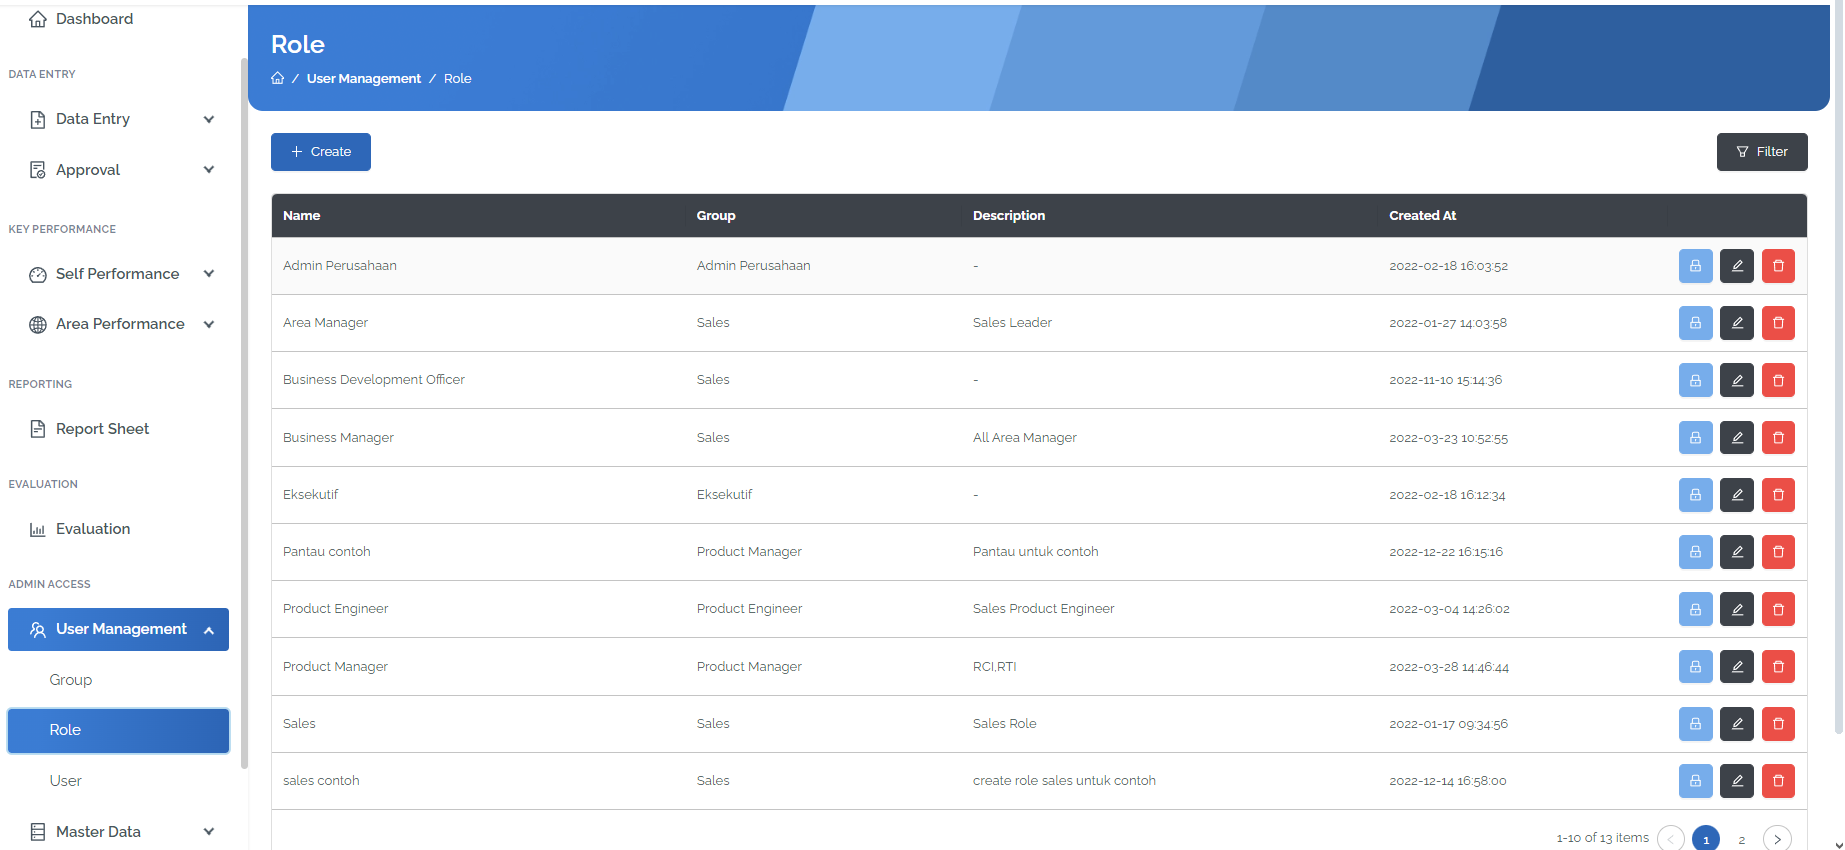 Dashboard
DATA ENTRY
Data Entry
Approval
KEY PERFORMANCE
Self Performance
Area Performance
REPORTING
Report Sheet
EVALUATION
Evaluation
ADMIN ACCESS
User Management
Group
Role
User
Master Data
Role
/ User Management / Role
+ Create
Filter
Name Group Description Created At
Admin Perusahaan Admin Perusahaan - 2022-02-18 16:03:52
Area Manager Sales Sales Leader 2022-01-27 14:03:58
Business Development Officer Sales - 2022-11-10 15:14:36
Business Manager Sales All Area Manager 2022-03-23 10:52:55
Eksekutif Eksekutif - 2022-02-18 16:12:34
Pantau contoh Product Manager Pantau untuk contoh 2022-12-22 16:15:16
Product Engineer Product Engineer Sales Product Engineer 2022-03-04 14:26:02
Product Manager Product Manager RCI,RTI 2022-03-28 14:46:44
Sales Sales Sales Role 2022-01-17 09:34:56
sales contoh Sales create role sales untuk contoh 2022-12-14 16:58:00
1-10 of 13 items < 1 2 >